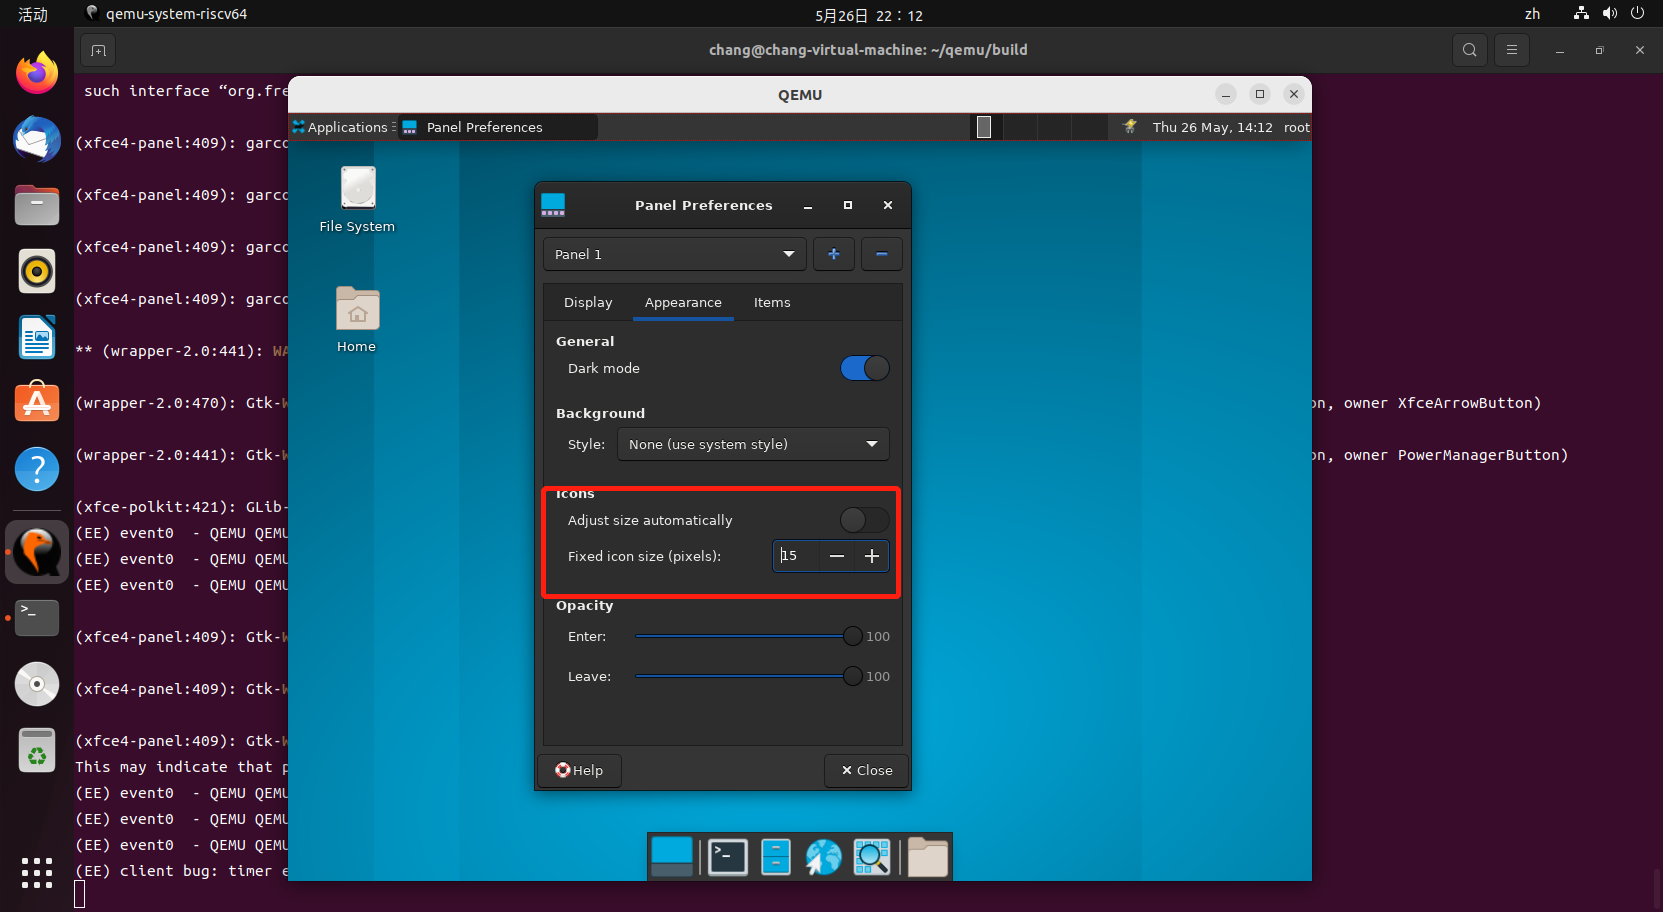 活动
qemu-system-riscv64
5月26日 22：12
zh
chang@chang-virtual-machine: ~/qemu/build
such interface “org.fre
(xfce4-panel:409): garco
(xfce4-panel:409): garco
(xfce4-panel:409): garco
(xfce4-panel:409): garco
** (wrapper-2.0:441): WA
(wrapper-2.0:470): Gtk-W
on, owner XfceArrowButton)
(wrapper-2.0:441): Gtk-W
on, owner PowerManagerButton)
(xfce-polkit:421): GLib-
(EE) event0 - QEMU QEMU
(EE) event0 - QEMU QEMU
(EE) event0 - QEMU QEMU
(xfce4-panel:409): Gtk-W
(xfce4-panel:409): Gtk-W
(xfce4-panel:409): Gtk-W
This may indicate that p
(EE) event0 - QEMU QEMU
(EE) event0 - QEMU QEMU
(EE) event0 - QEMU QEMU
(EE) client bug: timer e
QEMU
Applications
Panel Preferences
Thu 26 May, 14:12
root
File System
Home
Panel Preferences
Panel 1
Display
Appearance
Items
General
Dark mode
Background
Style:
None (use system style)
Icons
Adjust size automatically
Fixed icon size (pixels):
15
Opacity
Enter:
100
Leave:
100
Help
Close